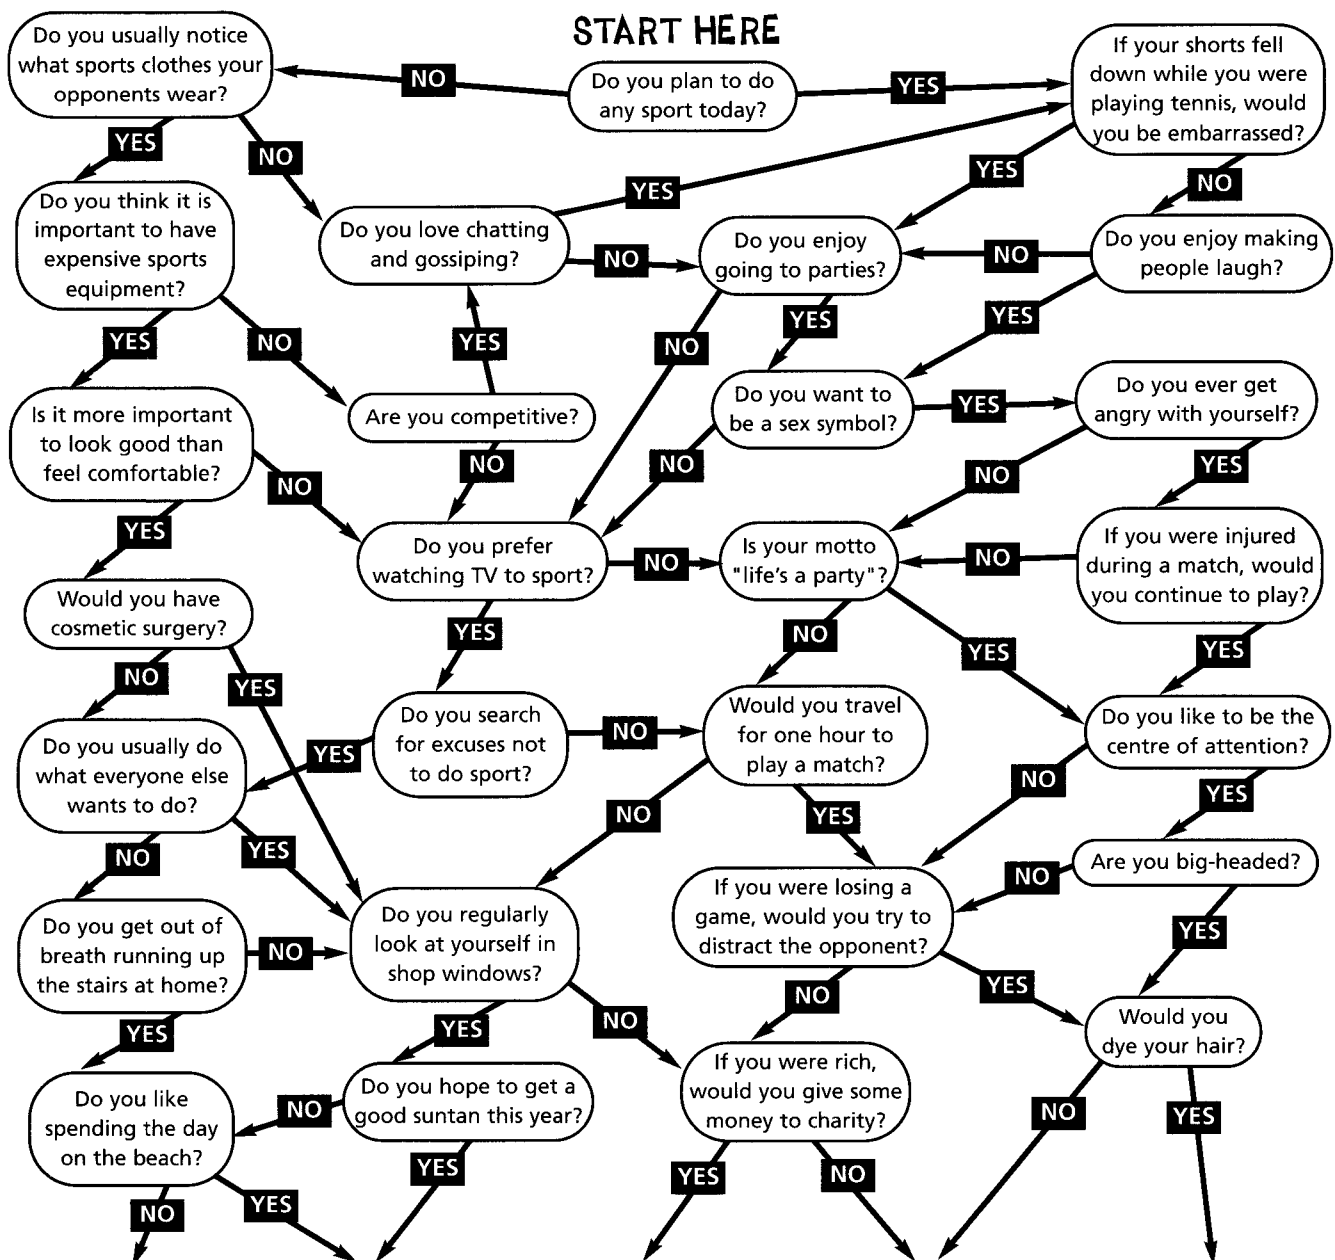 START HERE
Do you plan to do
any sport today?
NO
YES
Do you usually notice
what sports clothes your
opponents wear?
If your shorts fell
down while you were
playing tennis, would
you be embarrassed?
YES
NO
YES
YES
NO
Do you think it is
important to have
expensive sports
equipment?
Do you love chatting
and gossiping?
NO
Do you enjoy
going to parties?
NO
Do you enjoy making
people laugh?
YES
NO
YES
NO
YES
YES
Is it more important
to look good than
feel comfortable?
Are you competitive?
Do you want to
be a sex symbol?
YES
Do you ever get
angry with yourself?
NO
NO
NO
NO
YES
YES
Do you prefer
watching TV to sport?
NO
Is your motto
"life's a party"?
NO
If you were injured
during a match, would
you continue to play?
Would you have
cosmetic surgery?
YES
NO
YES
YES
NO
YES
Do you usually do
what everyone else
wants to do?
YES
Do you search
for excuses not
to do sport?
NO
Would you travel
for one hour to
play a match?
Do you like to be the
centre of attention?
NO
YES
NO
YES
NO
YES
Do you get out of
breath running up
the stairs at home?
NO
Do you regularly
look at yourself in
shop windows?
If you were losing a
game, would you try to
distract the opponent?
NO
Are you big-headed?
YES
YES
YES
NO
NO
YES
Would you
dye your hair?
Do you like
spending the day
on the beach?
NO
Do you hope to get a
good suntan this year?
If you were rich,
would you give some
money to charity?
NO
YES
NO
YES
YES
YES
NO